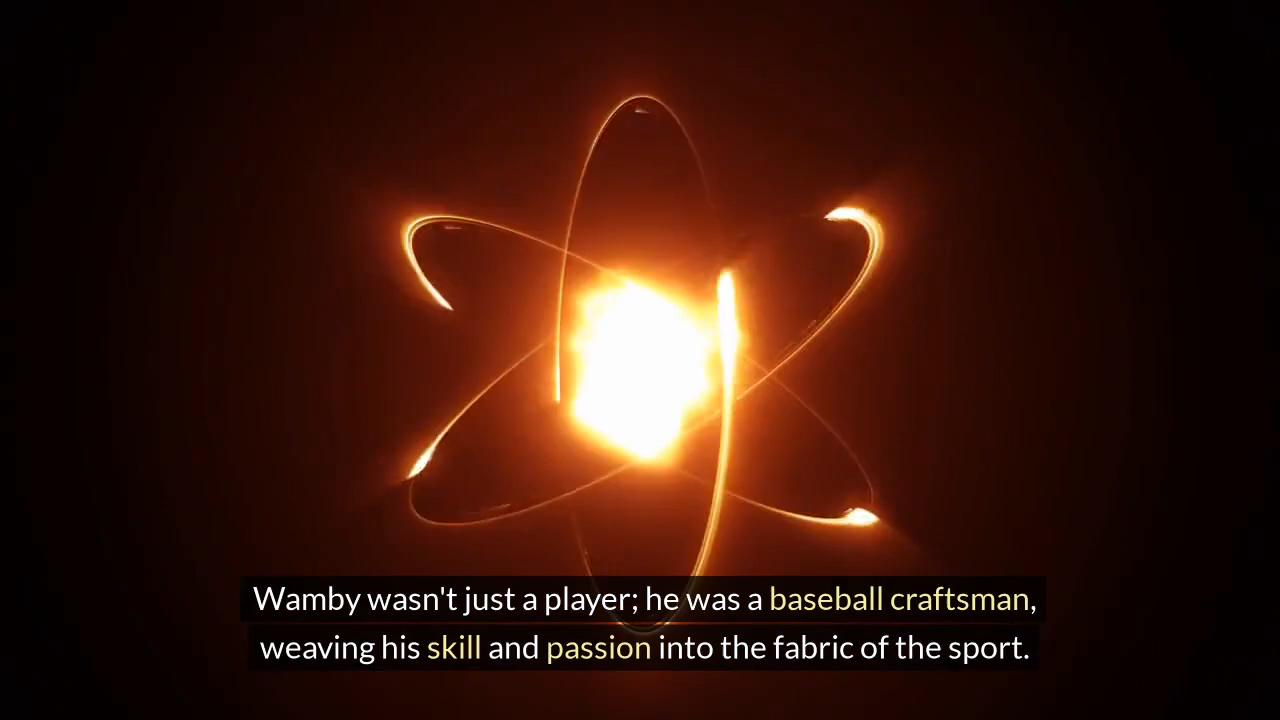 Wamby wasn't just a player; he was a baseball craftsman,
weaving his skill and passion into the fabric of the sport.